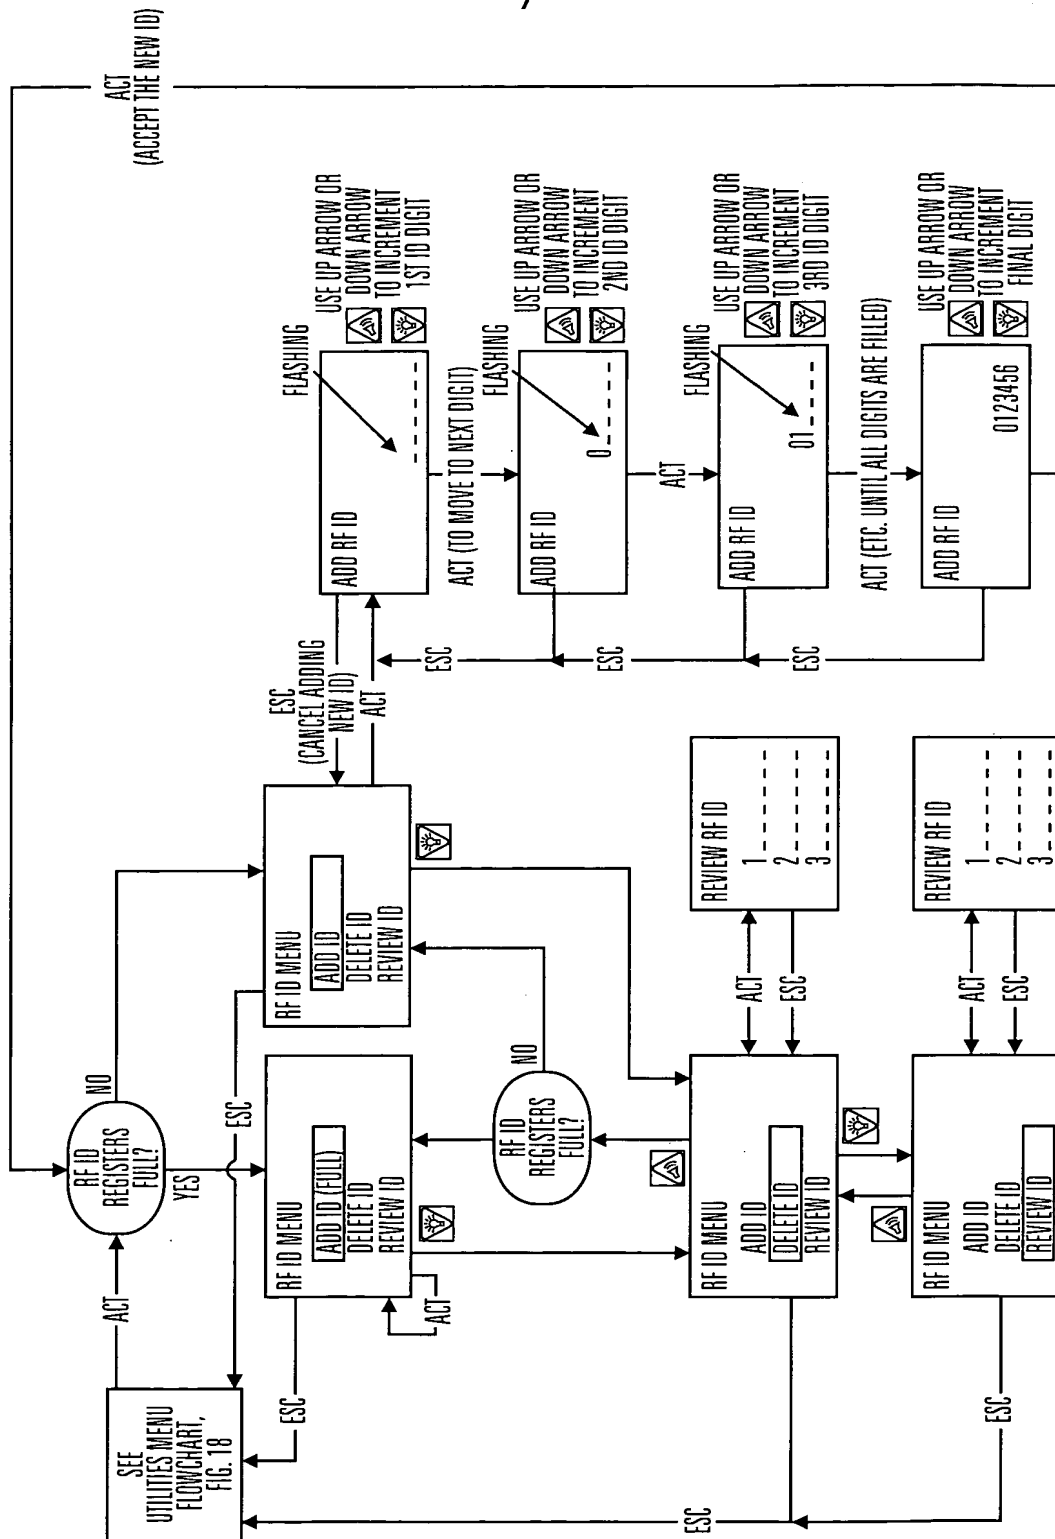 SEE
UTILITIES MENU
FLOWCHART,
FIG. 18
ACT
RF ID
REGISTERS
FULL?
NO
YES
ACT
(ACCEPT THE NEW ID)
ESC
ESC
RF ID MENU
ADD ID (FULL)
DELETE ID
REVIEW ID
ACT
RF ID MENU
ADD ID
DELETE ID
REVIEW ID
ESC
(CANCEL ADDING
NEW ID)
ACT
ADD RF ID
_ _ _ _ _ _ _
FLASHING
USE UP ARROW OR
DOWN ARROW
TO INCREMENT
1ST ID DIGIT
ACT (TO MOVE TO NEXT DIGIT)
ADD RF ID
0 _ _ _ _ _ _
FLASHING
USE UP ARROW OR
DOWN ARROW
TO INCREMENT
2ND ID DIGIT
ESC
ACT
ADD RF ID
01 _ _ _ _ _
FLASHING
USE UP ARROW OR
DOWN ARROW
TO INCREMENT
3RD ID DIGIT
ESC
ACT (ETC. UNTIL ALL DIGITS ARE FILLED)
ADD RF ID
0123456
USE UP ARROW OR
DOWN ARROW
TO INCREMENT
FINAL DIGIT
ESC
RF ID
REGISTERS
FULL?
NO
RF ID MENU
ADD ID
DELETE ID
REVIEW ID
ACT
ESC
REVIEW RF ID
1 _ _ _ _ _ _ _
2 _ _ _ _ _ _ _
3 _ _ _ _ _ _ _
ESC
RF ID MENU
ADD ID
DELETE ID
REVIEW ID
ACT
ESC
REVIEW RF ID
1 _ _ _ _ _ _ _
2 _ _ _ _ _ _ _
3 _ _ _ _ _ _ _
ESC